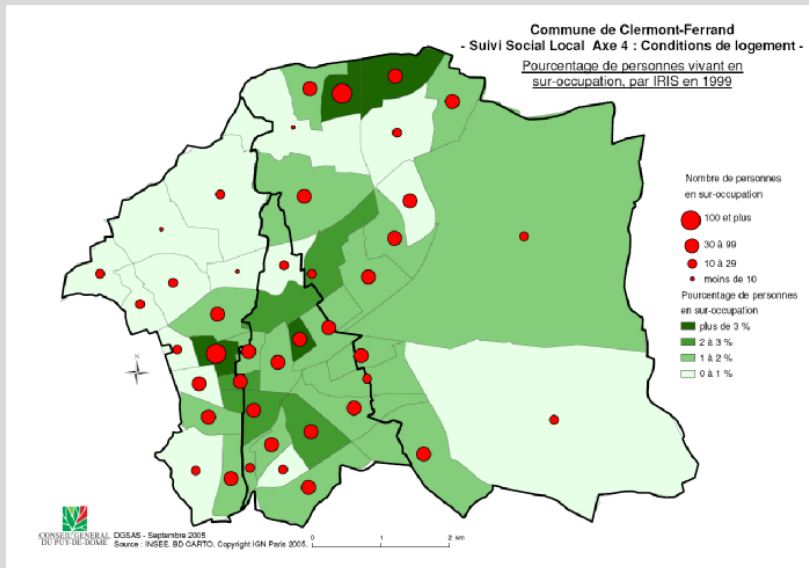 Commune de Clermont-Ferrand
- Suivi Social Local Axe 4 : Conditions de logement -
Pourcentage de personnes vivant en
sur-occupation, par IRIS en 1999
Nombre de personnes
en sur-occupation
100 et plus
30 à 99
10 à 29
moins de 10
Pourcentage de personnes
en sur-occupation
plus de 3 %
2 à 3 %
1 à 2 %
0 à 1 %
N
CONSEIL GENERAL
DU PUY-DE-DOME
DGSAS - Septembre 2005
Source : INSEE, BD CARTO, Copyright IGN Paris 2005.
0 1 2 km